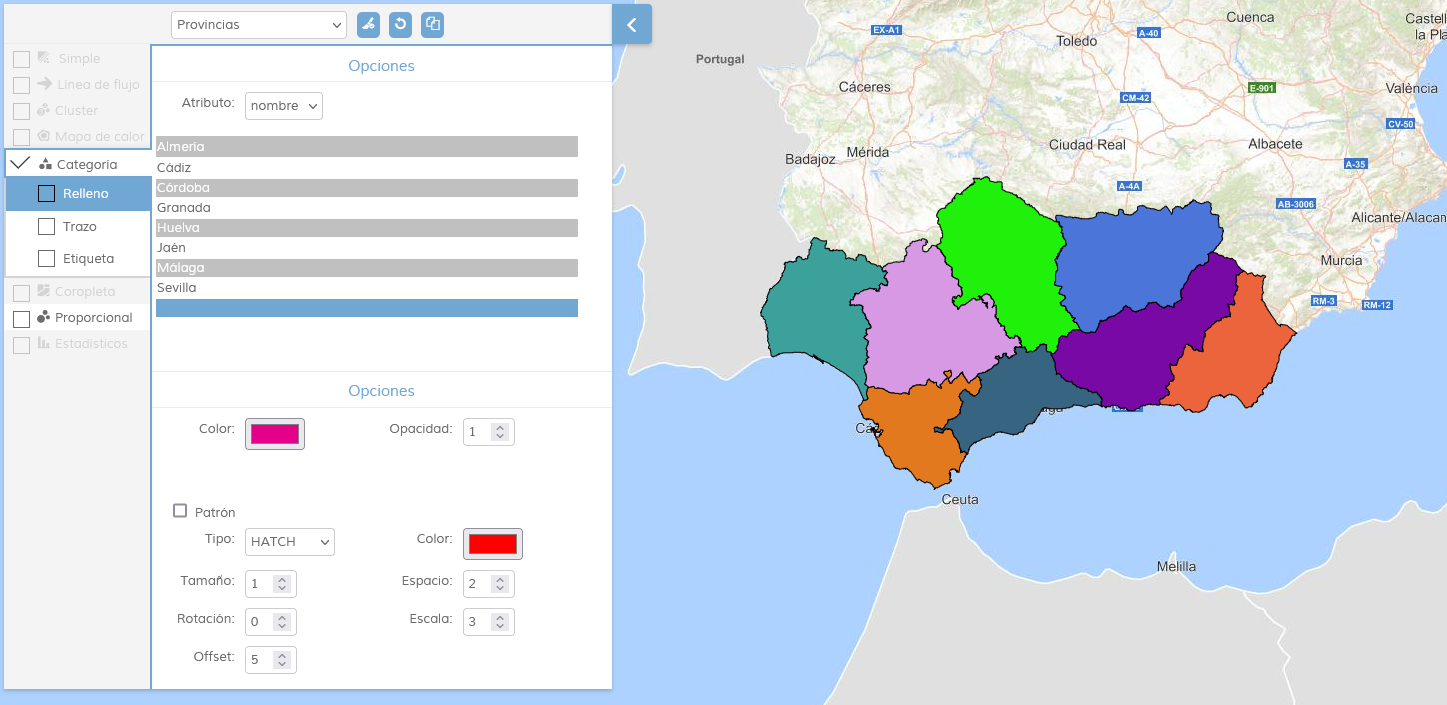 Provincias
Simple
Línea de flujo
Cluster
Mapa de calor
Categoria
Relleno
Trazo
Etiqueta
Coropleta
Proporcional
Estadísticos
Opciones
Atributo:
nombre
Almería
Cádiz
Córdoba
Granada
Huelva
Jaén
Málaga
Sevilla
Opciones
Color:
Opacidad: 1
Patrón
Tipo: HATCH
Color:
Tamaño: 1
Espacio: 2
Rotación: 0
Escala: 3
Offset: 5
Cuenca
EX-A1
Toledo
A-40
Castell
la Pla
Portugal
Cáceres
CM-42
E-901
València
CV-50
Badajoz
Mérida
Ciudad Real
Albacete
A-35
A-4A
AB-3006
Alicante/Alacan
Murcia
RM-3
RM-12
Ceuta
Melilla